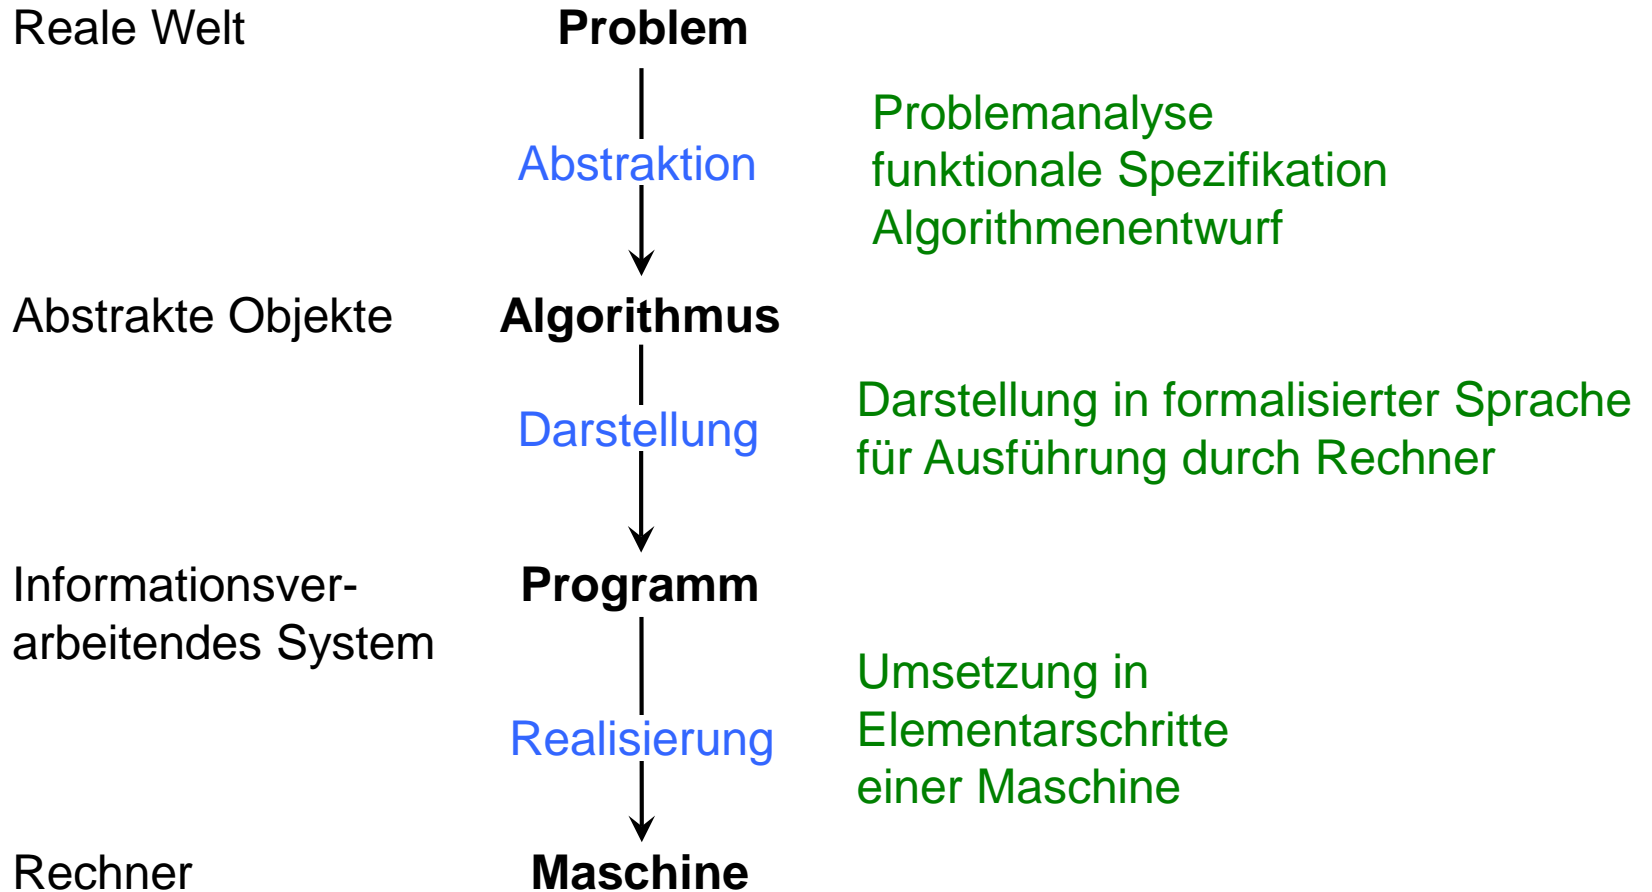 Reale Welt
Problem
Abstraktion
Problemanalyse
funktionale Spezifikation
Algorithmenentwurf
Abstrakte Objekte
Algorithmus
Darstellung
Darstellung in formalisierter Sprache
für Ausführung durch Rechner
Informationsver-
arbeitendes System
Programm
Realisierung
Umsetzung in
Elementarschritte
einer Maschine
Rechner
Maschine